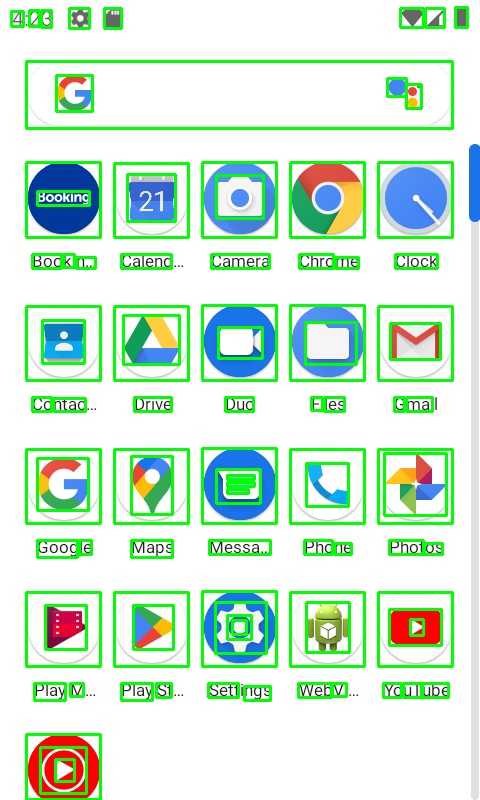 4:23
Booking
21
Bookin…
Calend…
Camera
Chrome
Clock
Contac…
Drive
Duo
Files
Gmail
Google
Maps
Messa…
Phone
Photos
Play M…
Play St…
Settings
WebV…
YouTube